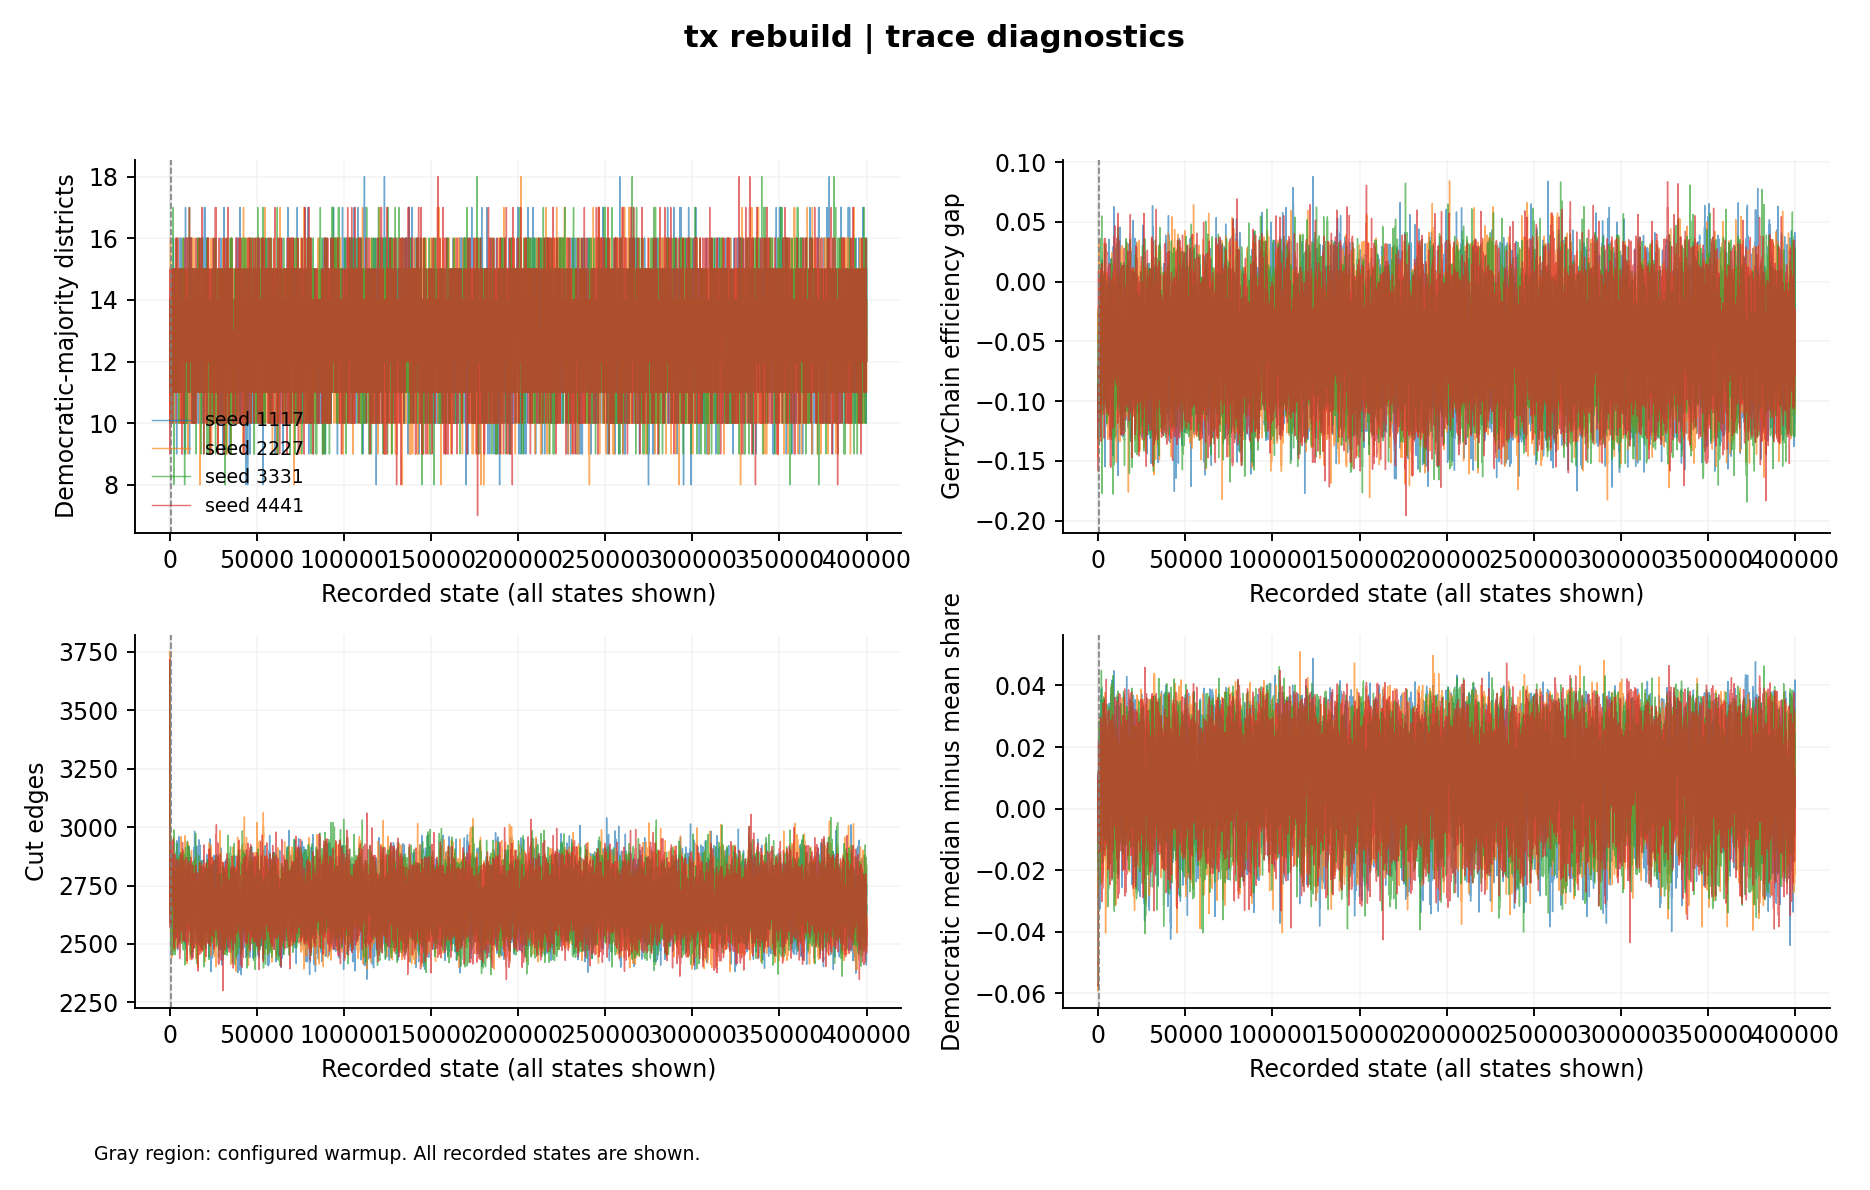 tx rebuild | trace diagnostics
Democratic-majority districts
18
16
14
12
10
8
seed 1117
seed 2227
seed 3331
seed 4441
0 50000 100000 150000 200000 250000 300000 350000 400000
Recorded state (all states shown)
GerryChain efficiency gap
0.10
0.05
0.00
−0.05
−0.10
−0.15
−0.20
0 50000 100000 150000 200000 250000 300000 350000 400000
Recorded state (all states shown)
Cut edges
3750
3500
3250
3000
2750
2500
2250
0 50000 100000 150000 200000 250000 300000 350000 400000
Recorded state (all states shown)
Democratic median minus mean share
0.04
0.02
0.00
−0.02
−0.04
−0.06
0 50000 100000 150000 200000 250000 300000 350000 400000
Recorded state (all states shown)
Gray region: configured warmup. All recorded states are shown.